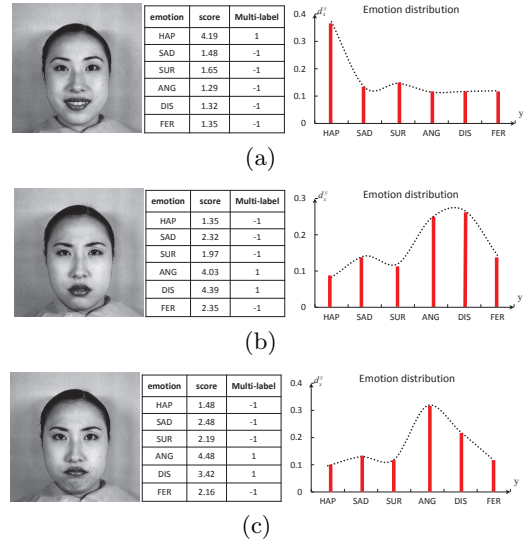 emotion score Multi-label
HAP 4.19 1
SAD 1.48 -1
SUR 1.65 -1
ANG 1.29 -1
DIS 1.32 -1
FER 1.35 -1
Emotion distribution
d_x^y
0.4
0.3
0.2
0.1
0
HAP SAD SUR ANG DIS FER
y
(a)
emotion score Multi-label
HAP 1.35 -1
SAD 2.32 -1
SUR 1.97 -1
ANG 4.03 1
DIS 4.39 1
FER 2.35 -1
Emotion distribution
d_x^y
0.3
0.2
0.1
0
HAP SAD SUR ANG DIS FER
y
(b)
emotion score Multi-label
HAP 1.48 -1
SAD 2.48 -1
SUR 2.19 -1
ANG 4.48 1
DIS 3.42 1
FER 2.16 -1
Emotion distribution
d_x^y
0.4
0.3
0.2
0.1
0
HAP SAD SUR ANG DIS FER
y
(c)